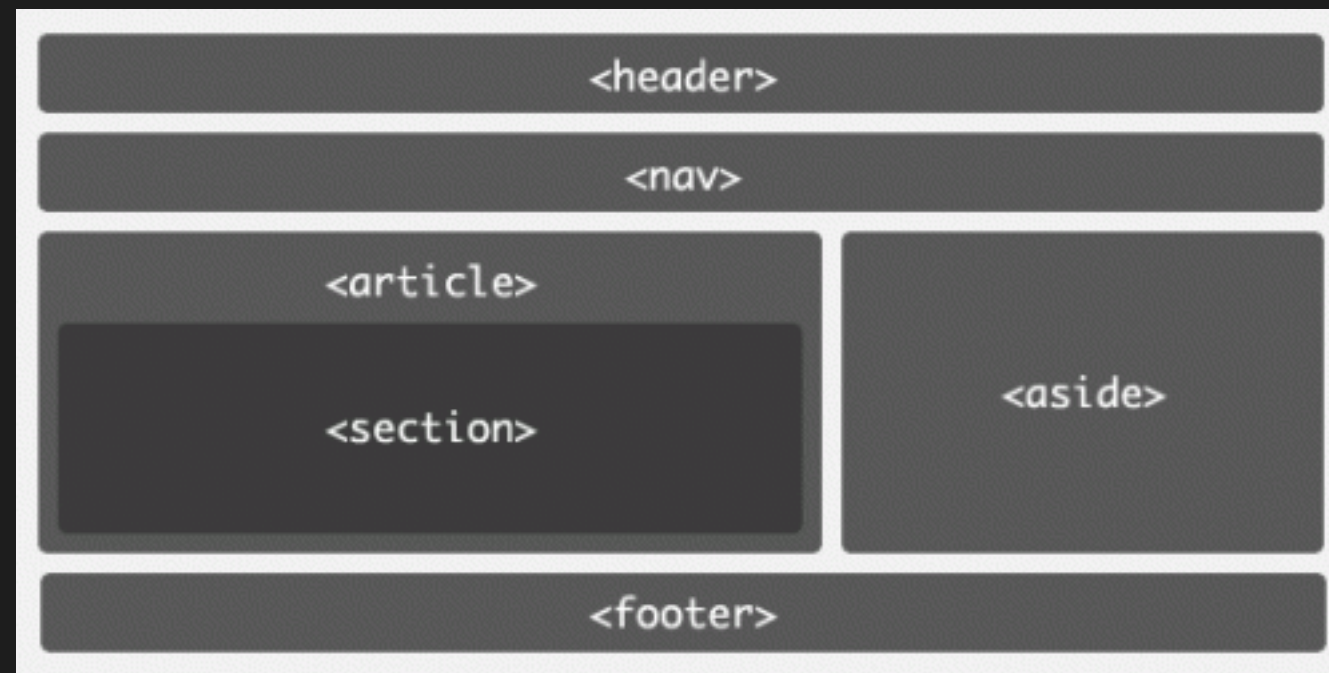 <header>
<nav>
<article>
<section>
<aside>
<footer>